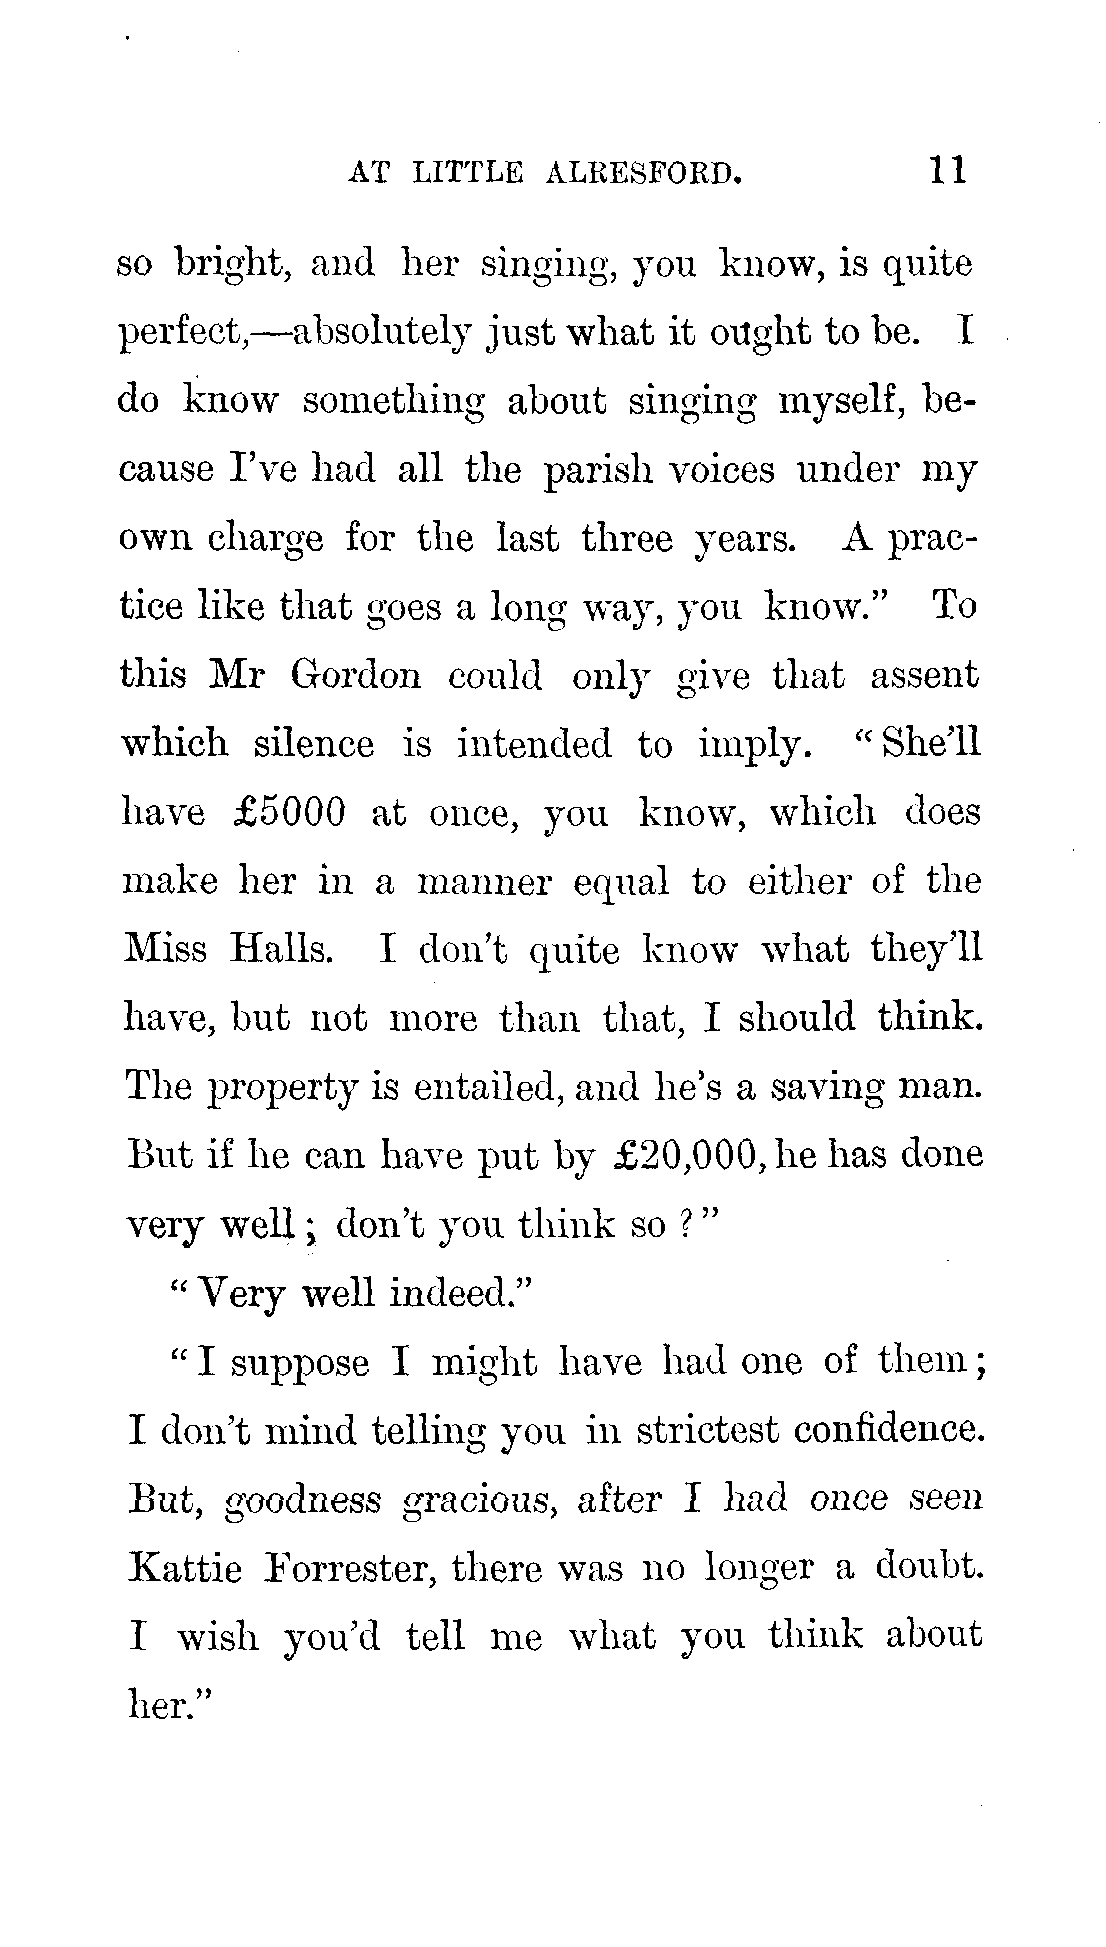 AT LITTLE ALRESFORD. 11
so bright, and her singing, you know, is quite
perfect,—absolutely just what it ought to be. I
do know something about singing myself, be-
cause I've had all the parish voices under my
own charge for the last three years. A prac-
tice like that goes a long way, you know." To
this Mr Gordon could only give that assent
which silence is intended to imply. "She'll
have £5000 at once, you know, which does
make her in a manner equal to either of the
Miss Halls. I don't quite know what they'll
have, but not more than that, I should think.
The property is entailed, and he's a saving man.
But if he can have put by £20,000, he has done
very well; don't you think so?"
"Very well indeed."
"I suppose I might have had one of them;
I don't mind telling you in strictest confidence.
But, goodness gracious, after I had once seen
Kattie Forrester, there was no longer a doubt.
I wish you'd tell me what you think about
her."